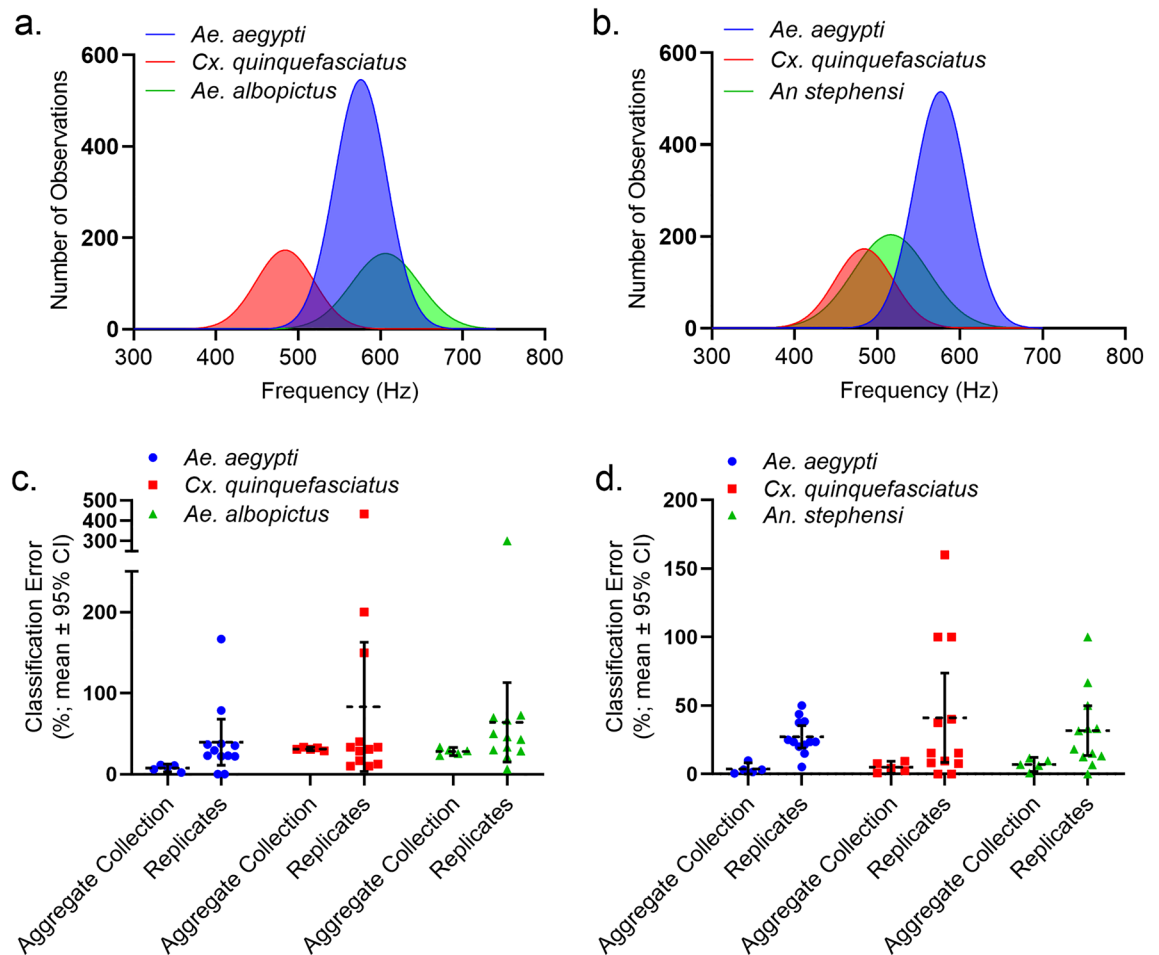 a.
Ae. aegypti
Cx. quinquefasciatus
Ae. albopictus
600
400
200
0
Number of Observations
300 400 500 600 700 800
Frequency (Hz)
b.
Ae. aegypti
Cx. quinquefasciatus
An stephensi
600
400
200
0
Number of Observations
300 400 500 600 700 800
Frequency (Hz)
c.
Ae. aegypti
Cx. quinquefasciatus
Ae. albopictus
500
400
300
200
100
0
Classification Error
(%; mean ± 95% CI)
Aggregate Collection
Replicates
Aggregate Collection
Replicates
Aggregate Collection
Replicates
d.
Ae. aegypti
Cx. quinquefasciatus
An. stephensi
200
150
100
50
0
Classification Error
(%; mean ± 95% CI)
Aggregate Collection
Replicates
Aggregate Collection
Replicates
Aggregate Collection
Replicates